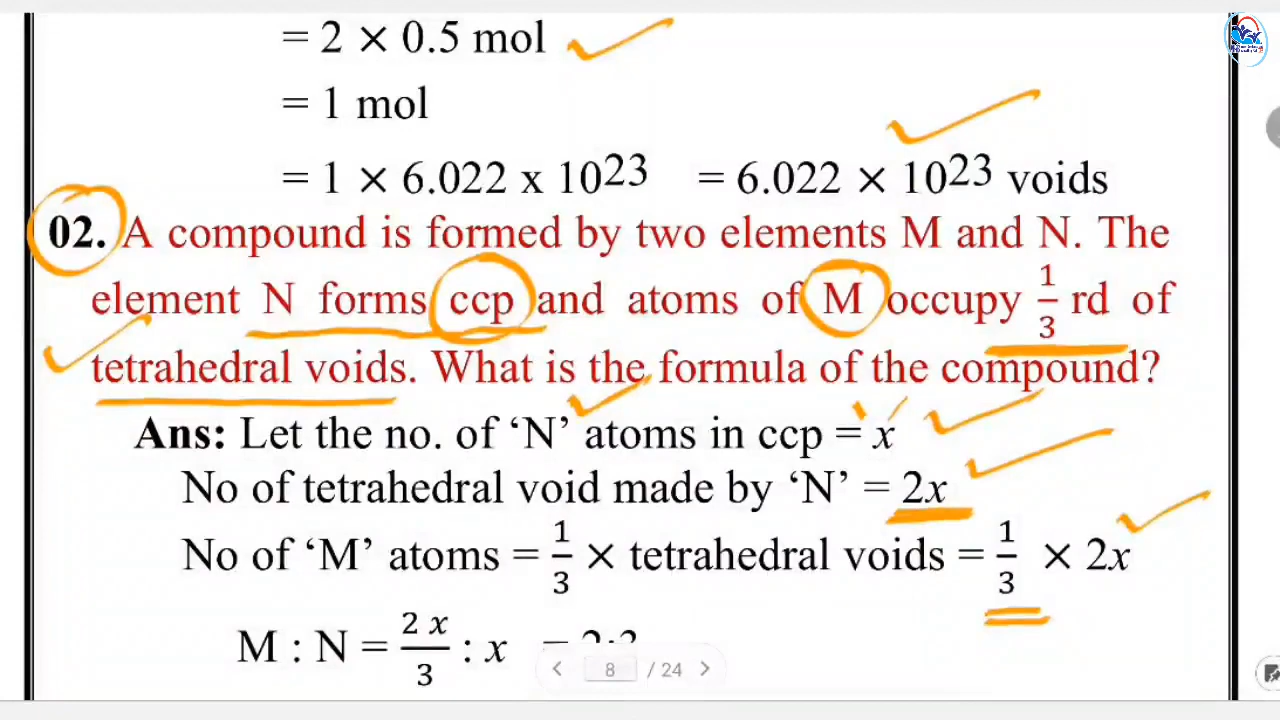 = 2 × 0.5 mol
= 1 mol
= 1 × 6.022 x 10²³ = 6.022 × 10²³ voids
02. A compound is formed by two elements M and N. The
element N forms ccp and atoms of M occupy 1/3 rd of
tetrahedral voids. What is the formula of the compound?
Ans: Let the no. of ‘N’ atoms in ccp = x
No of tetrahedral void made by ‘N’ = 2x
No of ‘M’ atoms = 1/3 × tetrahedral voids = 1/3 × 2x
M : N = 2 x/3 : x
8 / 24